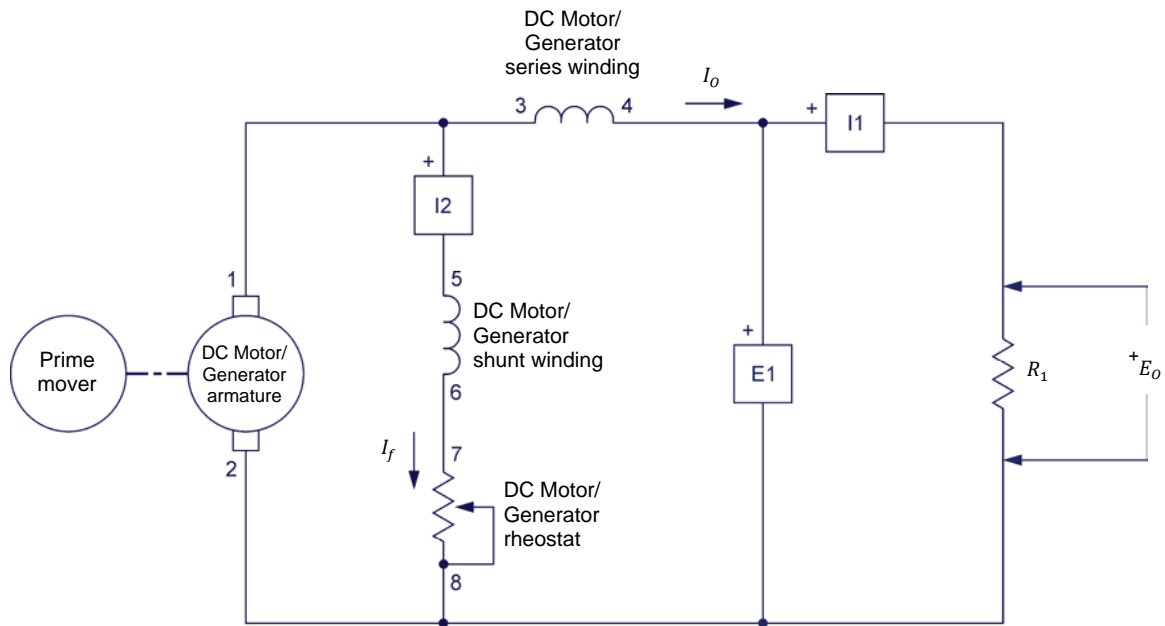 DC Motor/
Generator
series winding
I_O
3
4
+
I1
+
I2
1
5
DC Motor/
Generator
shunt winding
+
E1
Prime
mover
DC Motor/
Generator
armature
R_1
+
E_O
6
2
I_f
7
DC Motor/
Generator
rheostat
8